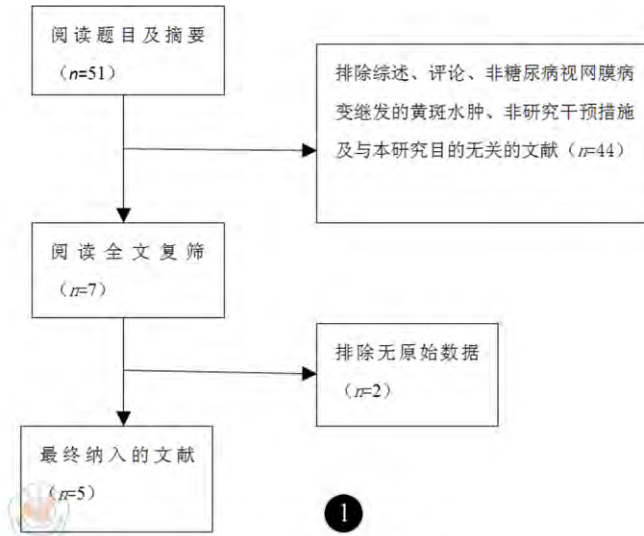 阅读题目及摘要
（n=51）
排除综述、评论、非糖尿病视网膜病
变继发的黄斑水肿、非研究干预措施
及与本研究目的无关的文献（n=44）
阅读全文复筛
（n=7）
排除无原始数据
（n=2）
最终纳入的文献
（n=5）
1